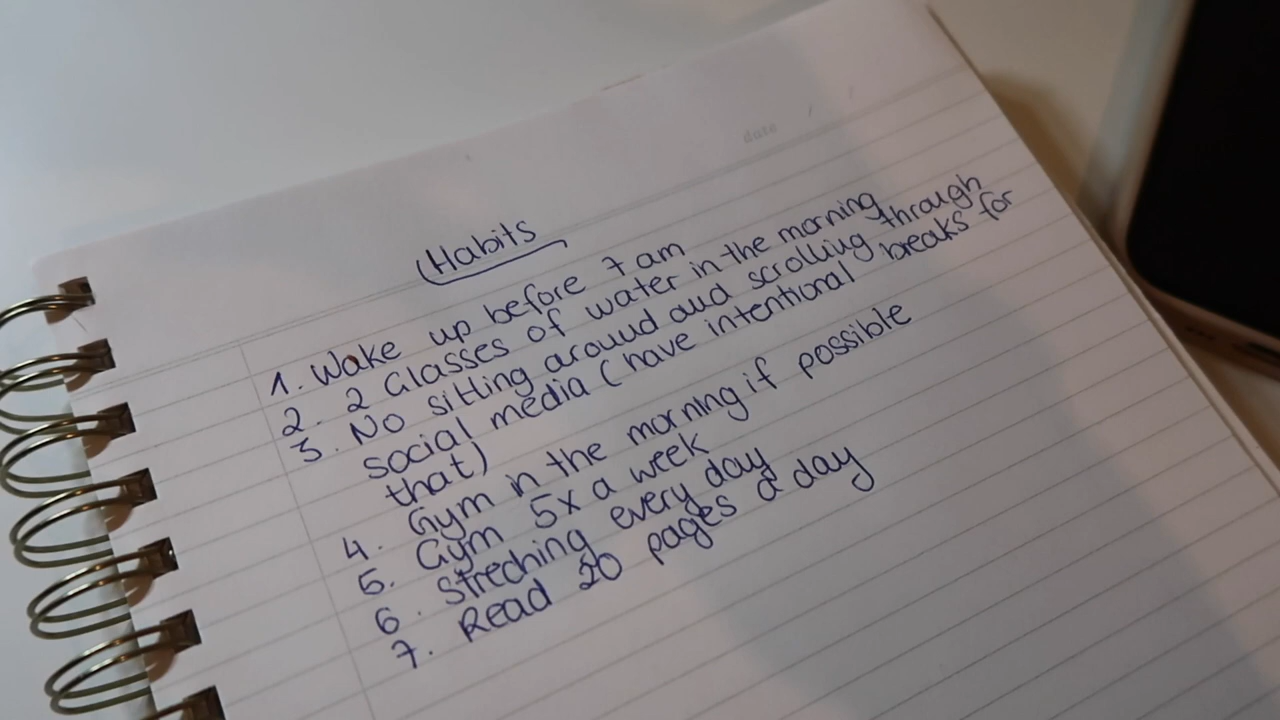 date / /
Habits
1. Wake up before 7 am
2. 2 Glasses of water in the morning
3. No sitting around and scrolling through
social media (have intentional breaks for
that)
4. Gym in the morning if possible
5. Gym 5x a week
6. Streching every day
7. Read 20 pages a day